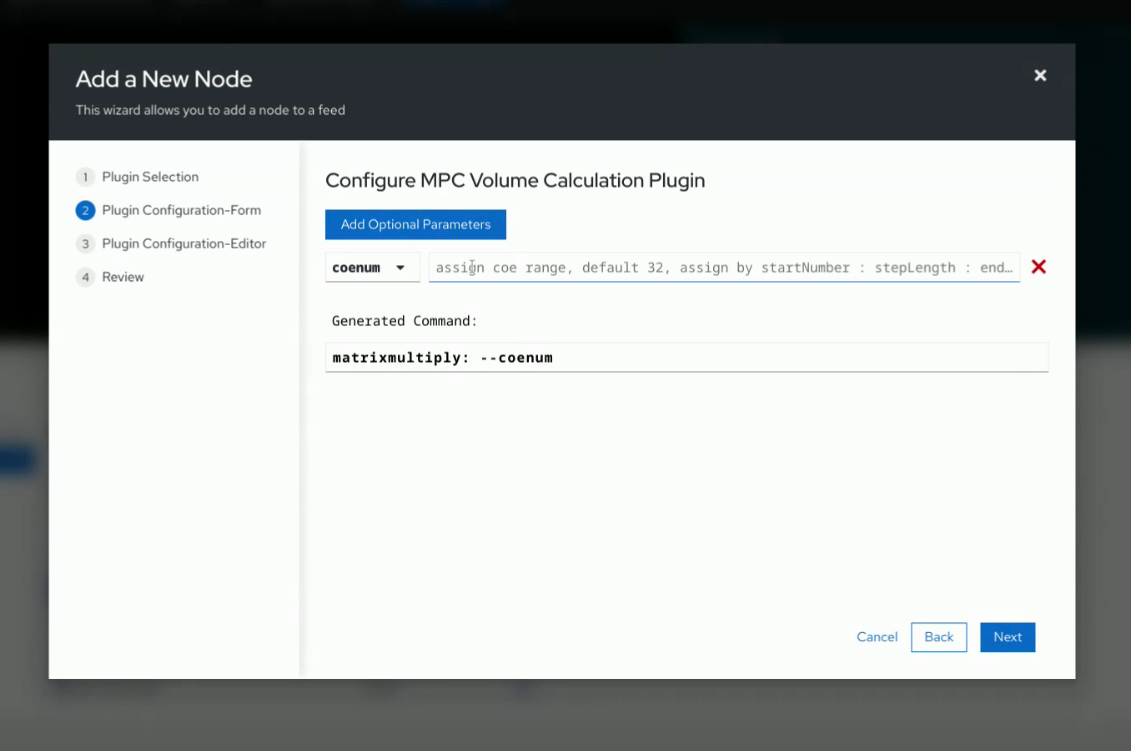 Add a New Node
This wizard allows you to add a node to a feed
1 Plugin Selection
2 Plugin Configuration-Form
3 Plugin Configuration-Editor
4 Review
Configure MPC Volume Calculation Plugin
Add Optional Parameters
coenum assign coe range, default 32, assign by startNumber : stepLength : end…
Generated Command:
matrixmultiply: --coenum
Cancel Back Next